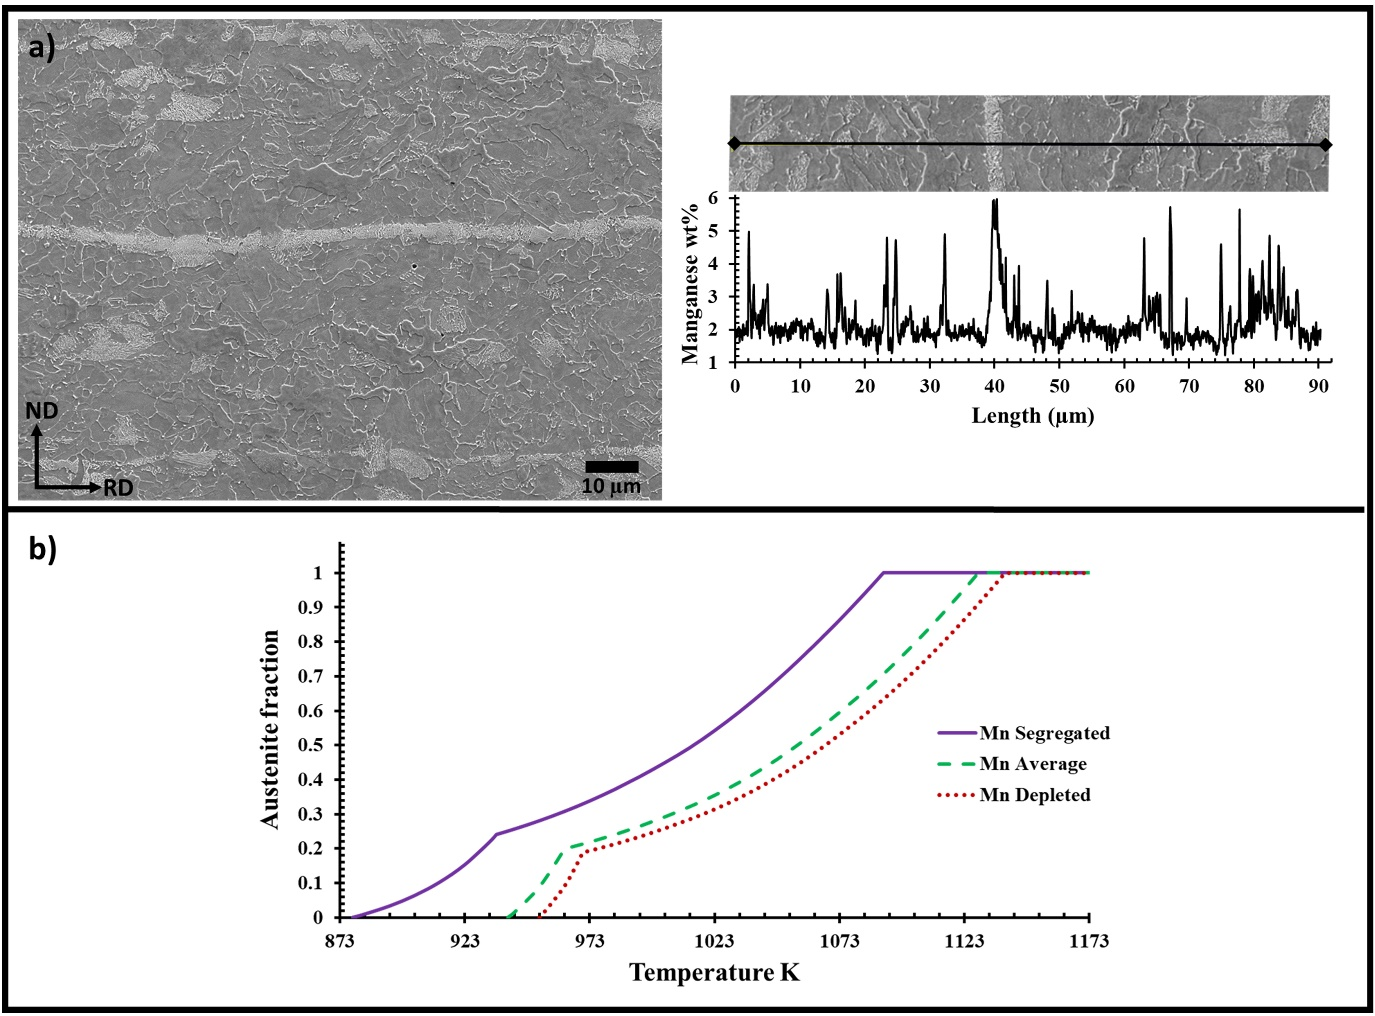 a)
ND
RD
10 µm
Manganese wt%
6
5
4
3
2
1
0 10 20 30 40 50 60 70 80 90
Length (µm)
b)
Austenite fraction
1
0.9
0.8
0.7
0.6
0.5
0.4
0.3
0.2
0.1
0
873 923 973 1023 1073 1123 1173
Temperature K
Mn Segregated
Mn Average
Mn Depleted